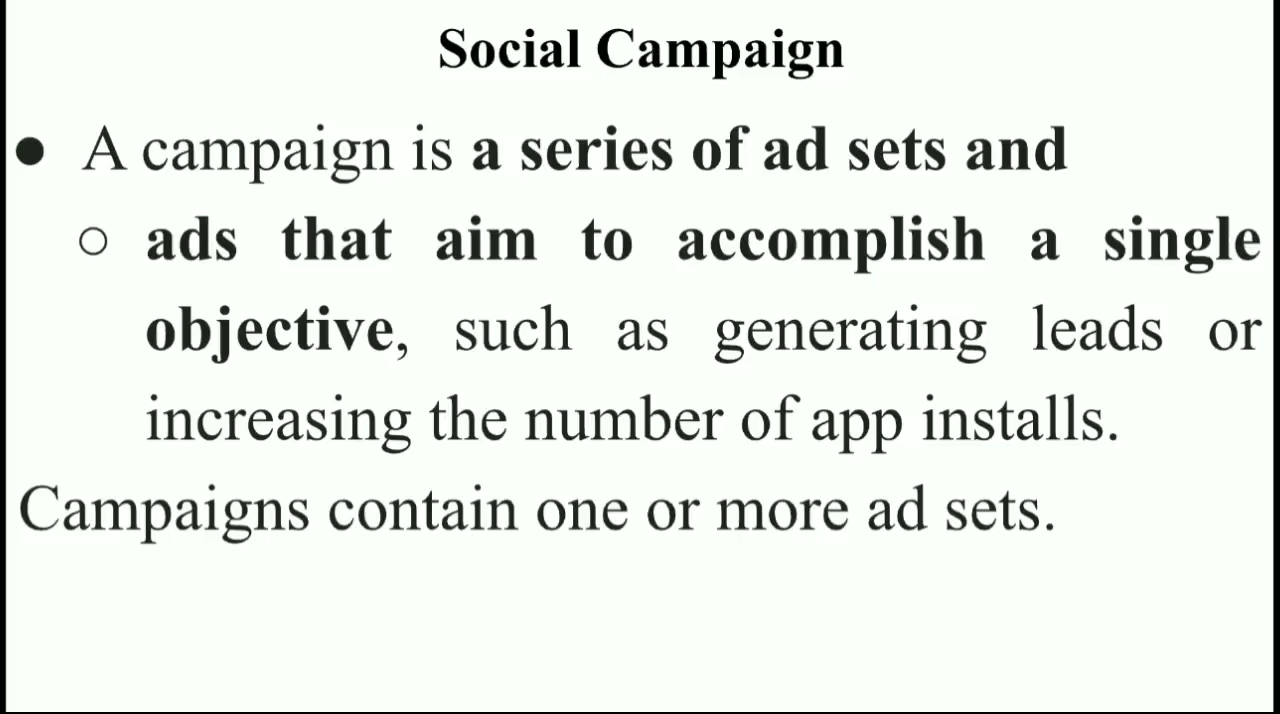 Social Campaign
● A campaign is a series of ad sets and
○ ads that aim to accomplish a single
objective, such as generating leads or
increasing the number of app installs.
Campaigns contain one or more ad sets.